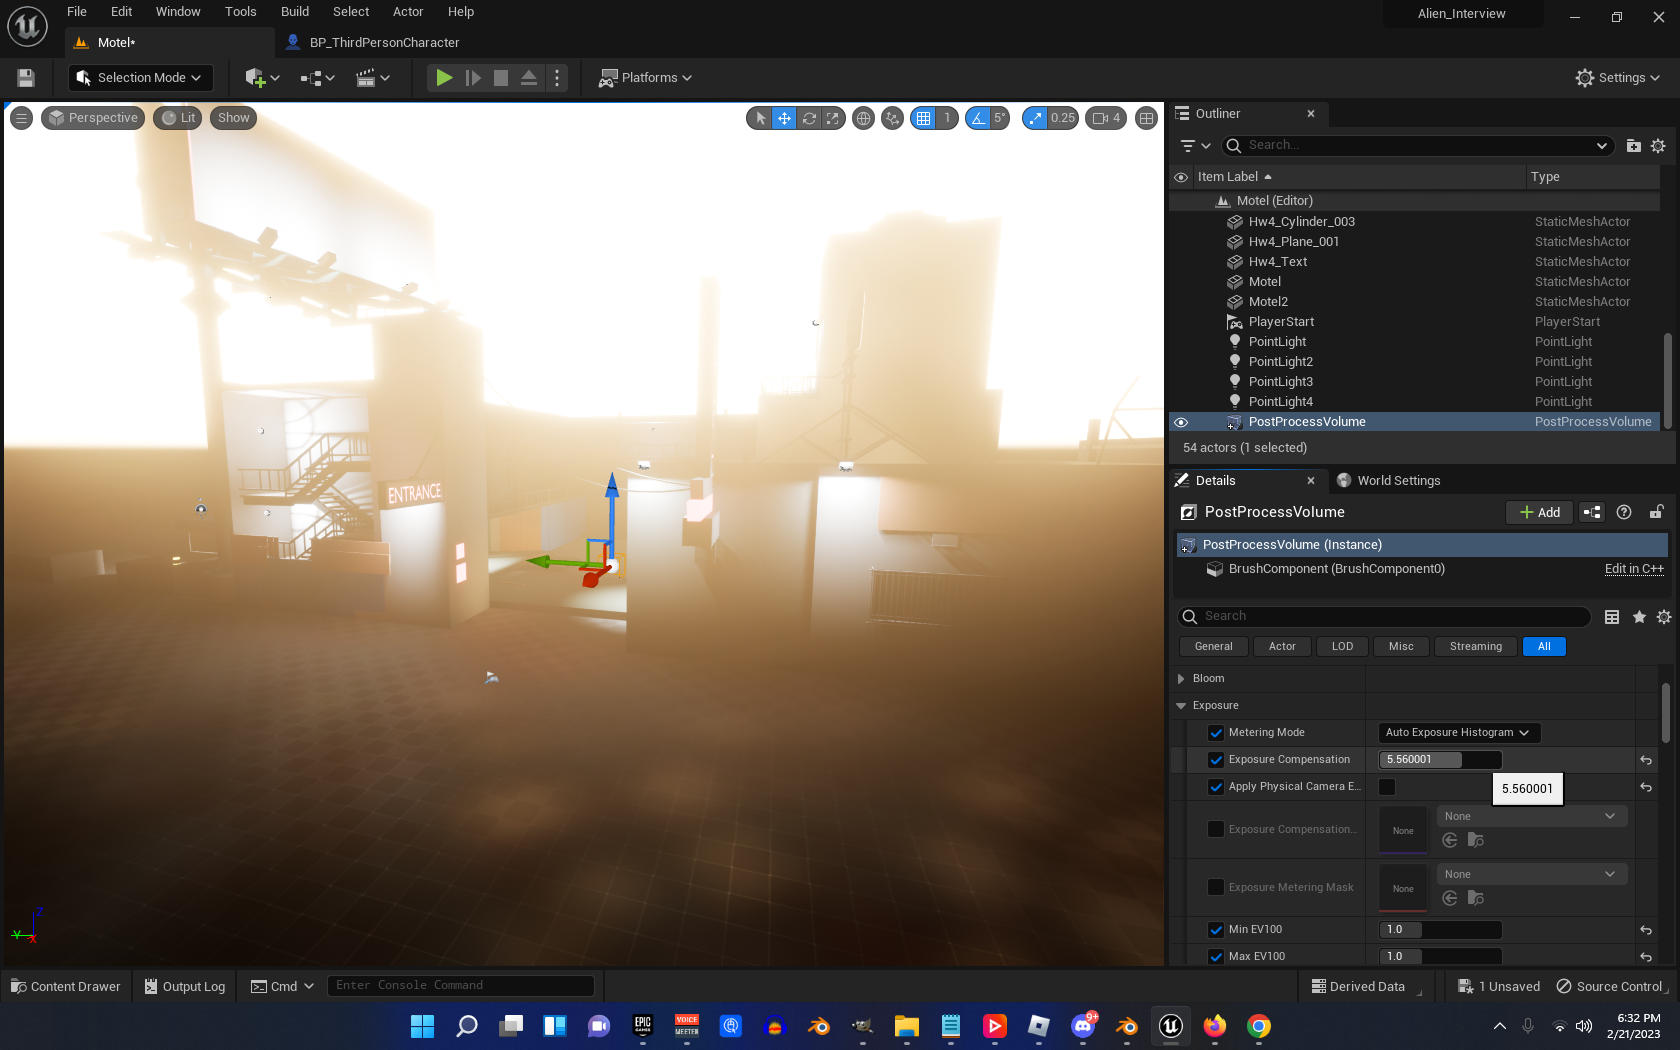 File Edit Window Tools Build Select Actor Help
Alien_Interview
Motel*
BP_ThirdPersonCharacter
Selection Mode
Platforms
Settings
Perspective
Lit
Show
1
5°
0.25
4
ENTRANCE
Z
Y
X
Outliner
Search...
Item Label
Type
Motel (Editor)
Hw4_Cylinder_003 StaticMeshActor
Hw4_Plane_001 StaticMeshActor
Hw4_Text StaticMeshActor
Motel StaticMeshActor
Motel2 StaticMeshActor
PlayerStart PlayerStart
PointLight PointLight
PointLight2 PointLight
PointLight3 PointLight
PointLight4 PointLight
PostProcessVolume PostProcessVolume
54 actors (1 selected)
Details
World Settings
PostProcessVolume
Add
PostProcessVolume (Instance)
BrushComponent (BrushComponent0)
Edit in C++
Search
General Actor LOD Misc Streaming All
Bloom
Exposure
Metering Mode Auto Exposure Histogram
Exposure Compensation 5.560001
Apply Physical Camera E...
5.560001
Exposure Compensation... None None
Exposure Metering Mask None None
Min EV100 1.0
Max EV100 1.0
Content Drawer
Output Log
Cmd
Enter Console Command
Derived Data
1 Unsaved
Source Control
EPIC
GAMES
VOICE
MEETER
9+
6:32 PM
2/21/2023